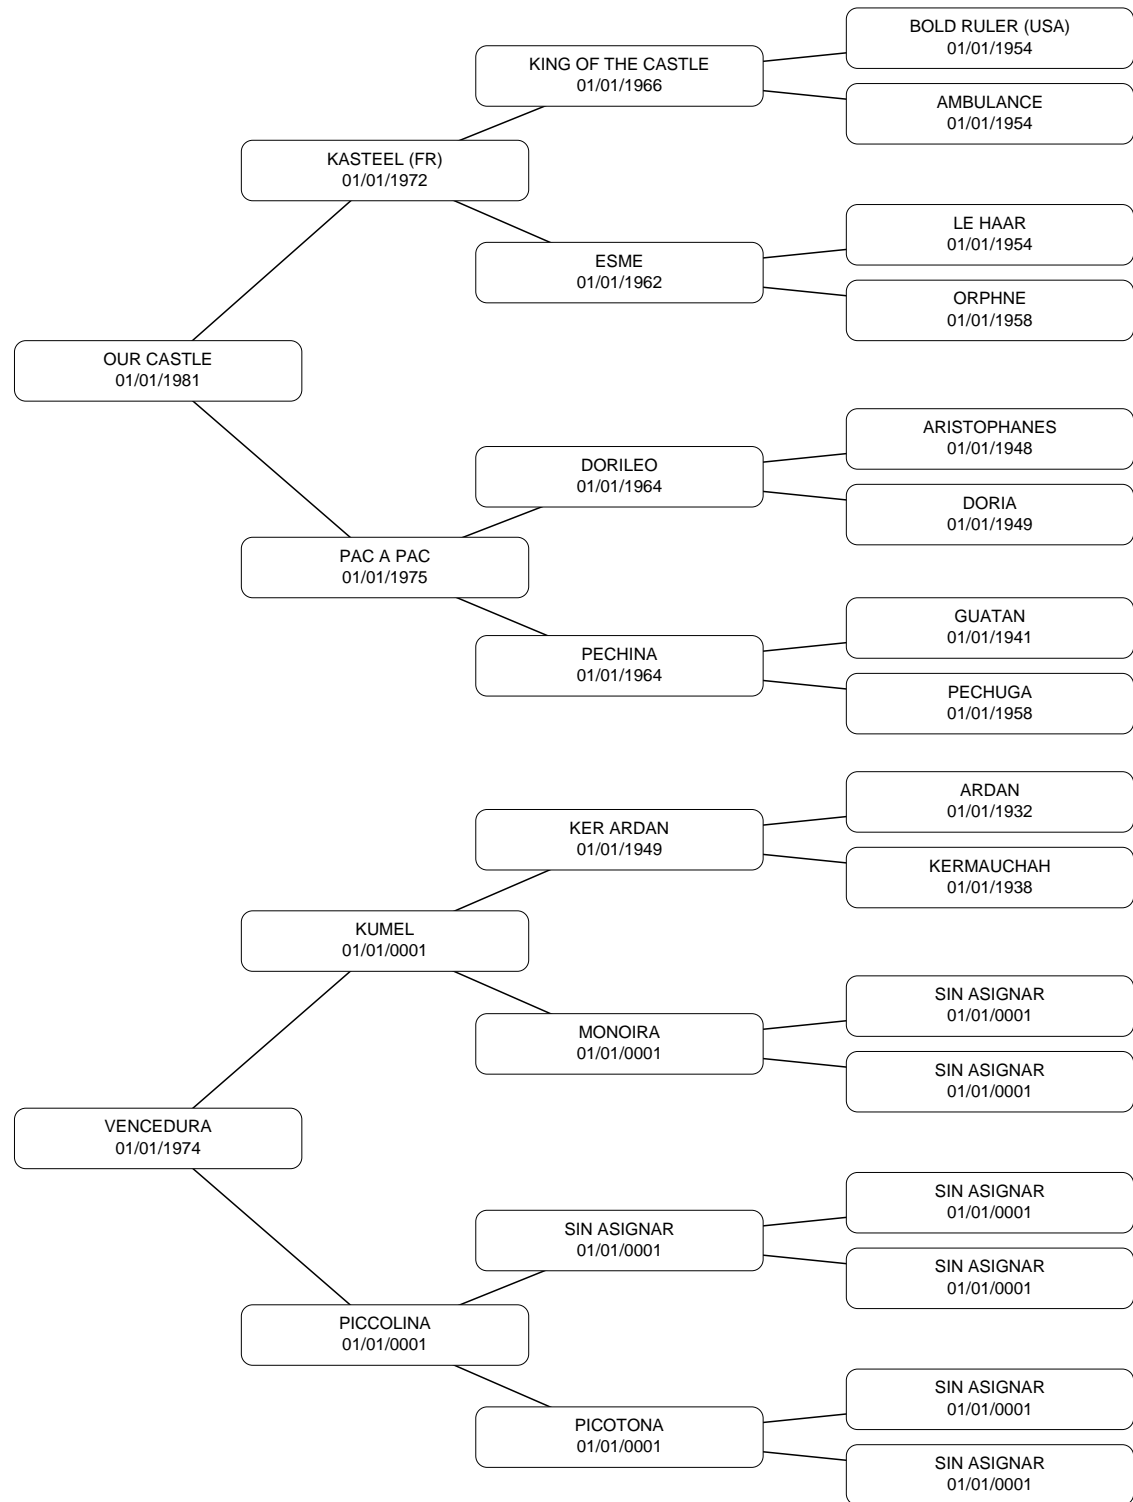 BOLD RULER (USA)
01/01/1954
KING OF THE CASTLE
01/01/1966
AMBULANCE
01/01/1954
KASTEEL (FR)
01/01/1972
LE HAAR
01/01/1954
ESME
01/01/1962
ORPHNE
01/01/1958
OUR CASTLE
01/01/1981
ARISTOPHANES
01/01/1948
DORILEO
01/01/1964
DORIA
01/01/1949
PAC A PAC
01/01/1975
GUATAN
01/01/1941
PECHINA
01/01/1964
PECHUGA
01/01/1958
ARDAN
01/01/1932
KER ARDAN
01/01/1949
KERMAUCHAH
01/01/1938
KUMEL
01/01/0001
SIN ASIGNAR
01/01/0001
MONOIRA
01/01/0001
SIN ASIGNAR
01/01/0001
VENCEDURA
01/01/1974
SIN ASIGNAR
01/01/0001
SIN ASIGNAR
01/01/0001
SIN ASIGNAR
01/01/0001
PICCOLINA
01/01/0001
SIN ASIGNAR
01/01/0001
PICOTONA
01/01/0001
SIN ASIGNAR
01/01/0001